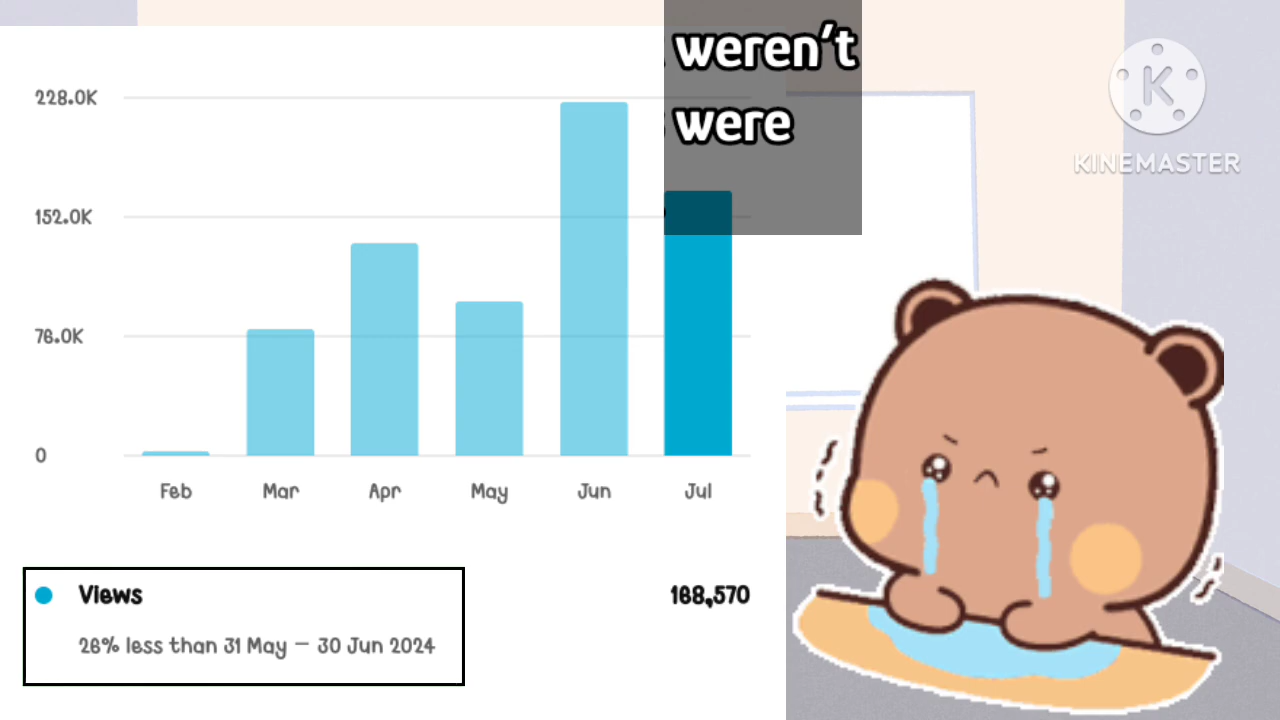 weren't
were
KINEMASTER
228.0K
152.0K
76.0K
0
Feb Mar Apr May Jun Jul
Views 168,570
26% less than 31 May – 30 Jun 2024